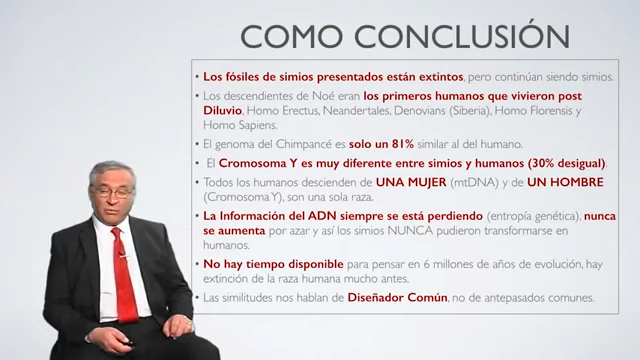 COMO CONCLUSIÓN
• Los fósiles de simios presentados están extintos, pero continúan siendo simios.
• Los descendientes de Noé eran los primeros humanos que vivieron post
Diluvio, Homo Erectus, Neandertales, Denovians (Siberia), Homo Florensis y
Homo Sapiens.
• El genoma del Chimpancé es solo un 81% similar al del humano.
• El Cromosoma Y es muy diferente entre simios y humanos (30% desigual).
• Todos los humanos descienden de UNA MUJER (mtDNA) y de UN HOMBRE
(Cromosoma Y), son una sola raza.
• La Información del ADN siempre se está perdiendo (entropía genética), nunca
se aumenta por azar y así los simios NUNCA pudieron transformarse en
humanos.
• No hay tiempo disponible para pensar en 6 millones de años de evolución, hay
extinción de la raza humana mucho antes.
• Las similitudes nos hablan de Diseñador Común, no de antepasados comunes.